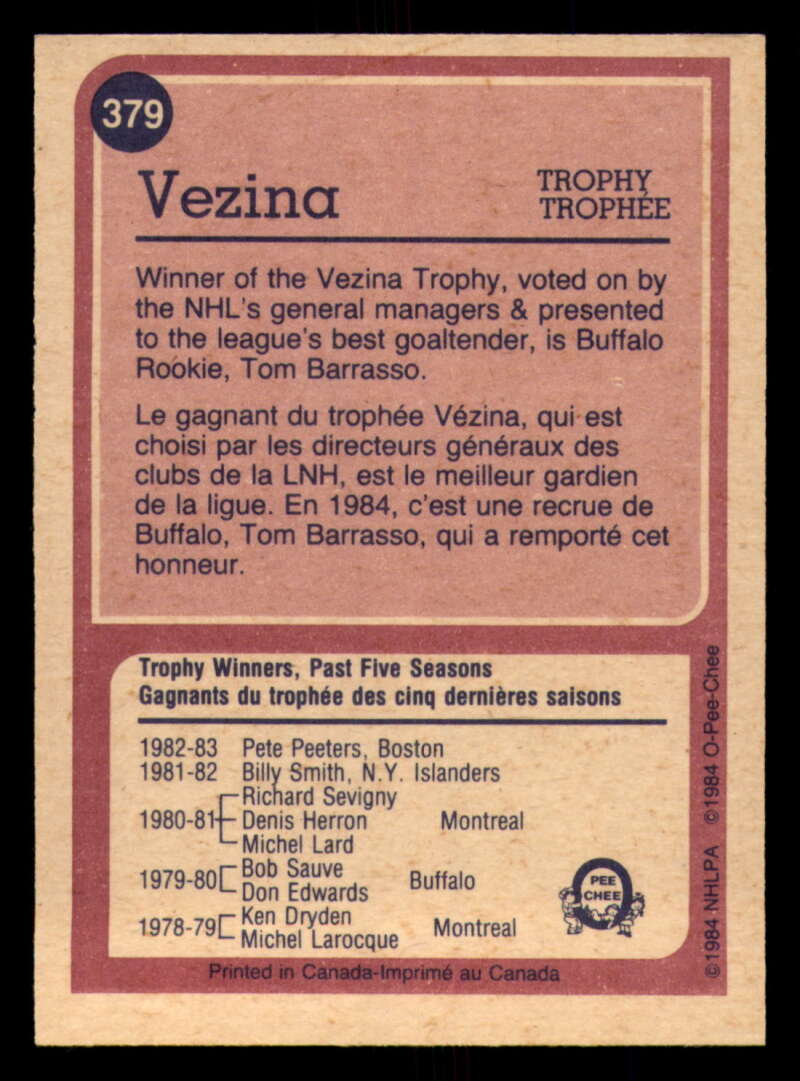 379
Vezina
TROPHY
TROPHÉE
Winner of the Vezina Trophy, voted on by
the NHL's general managers & presented
to the league's best goaltender, is Buffalo
Rookie, Tom Barrasso.
Le gagnant du trophée Vézina, qui est
choisi par les directeurs généraux des
clubs de la LNH, est le meilleur gardien
de la ligue. En 1984, c'est une recrue de
Buffalo, Tom Barrasso, qui a remporté cet
honneur.
Trophy Winners, Past Five Seasons
Gagnants du trophée des cinq dernières saisons
1982-83 Pete Peeters, Boston
1981-82 Billy Smith, N.Y. Islanders
Richard Sevigny
1980-81 Denis Herron Montreal
Michel Lard
Bob Sauve
1979-80 Buffalo
Don Edwards
Ken Dryden
1978-79 Montreal
Michel Larocque
PEE
CHEE
Printed in Canada-Imprimé au Canada
©1984 NHLPA ©1984 O-Pee-Chee